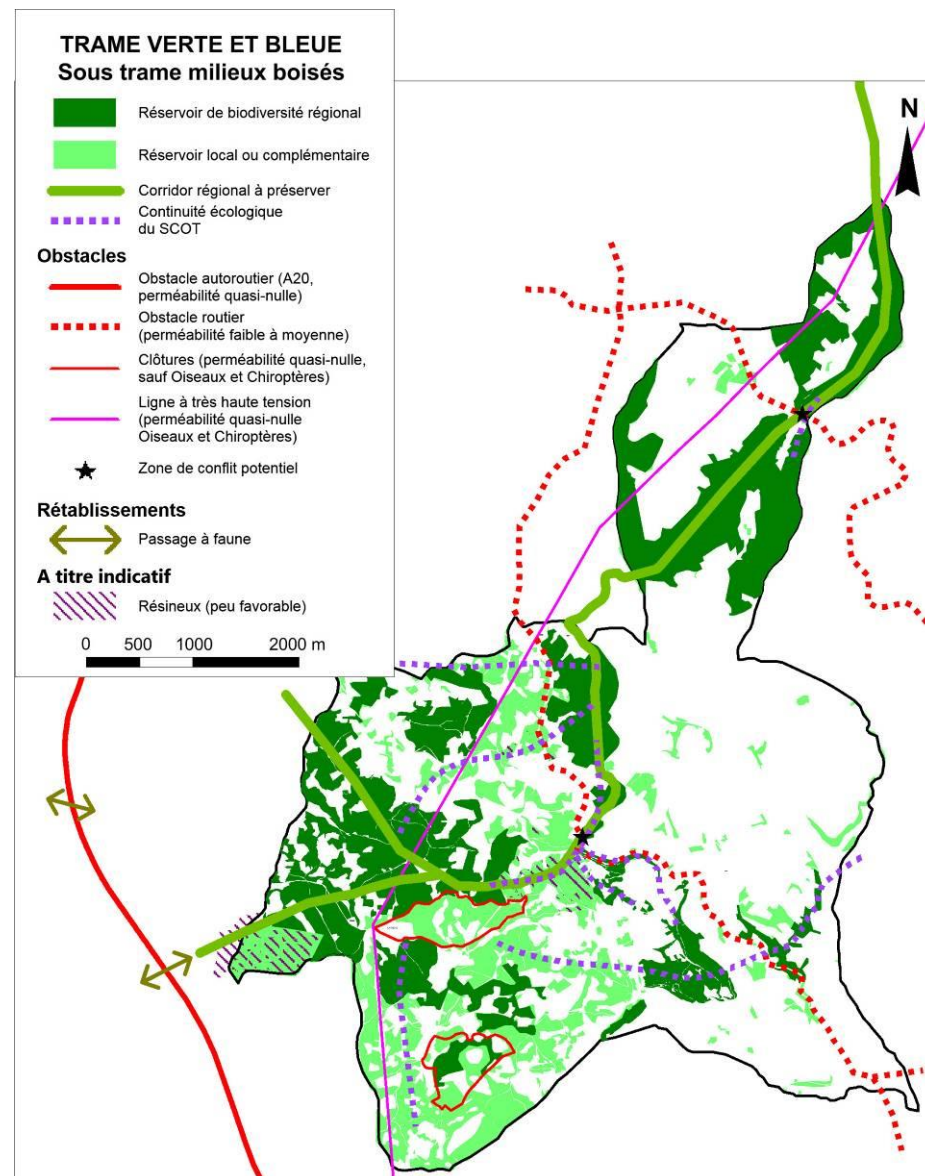 TRAME VERTE ET BLEUE
Sous trame milieux boisés
Réservoir de biodiversité régional
Réservoir local ou complémentaire
Corridor régional à préserver
Continuité écologique
du SCOT
Obstacles
Obstacle autoroutier (A20,
perméabilité quasi-nulle)
Obstacle routier
(perméabilité faible à moyenne)
Clôtures (perméabilité quasi-nulle,
sauf Oiseaux et Chiroptères)
Ligne à très haute tension
(perméabilité quasi-nulle
Oiseaux et Chiroptères)
Zone de conflit potentiel
Rétablissements
Passage à faune
A titre indicatif
Résineux (peu favorable)
0 500 1000 2000 m
N